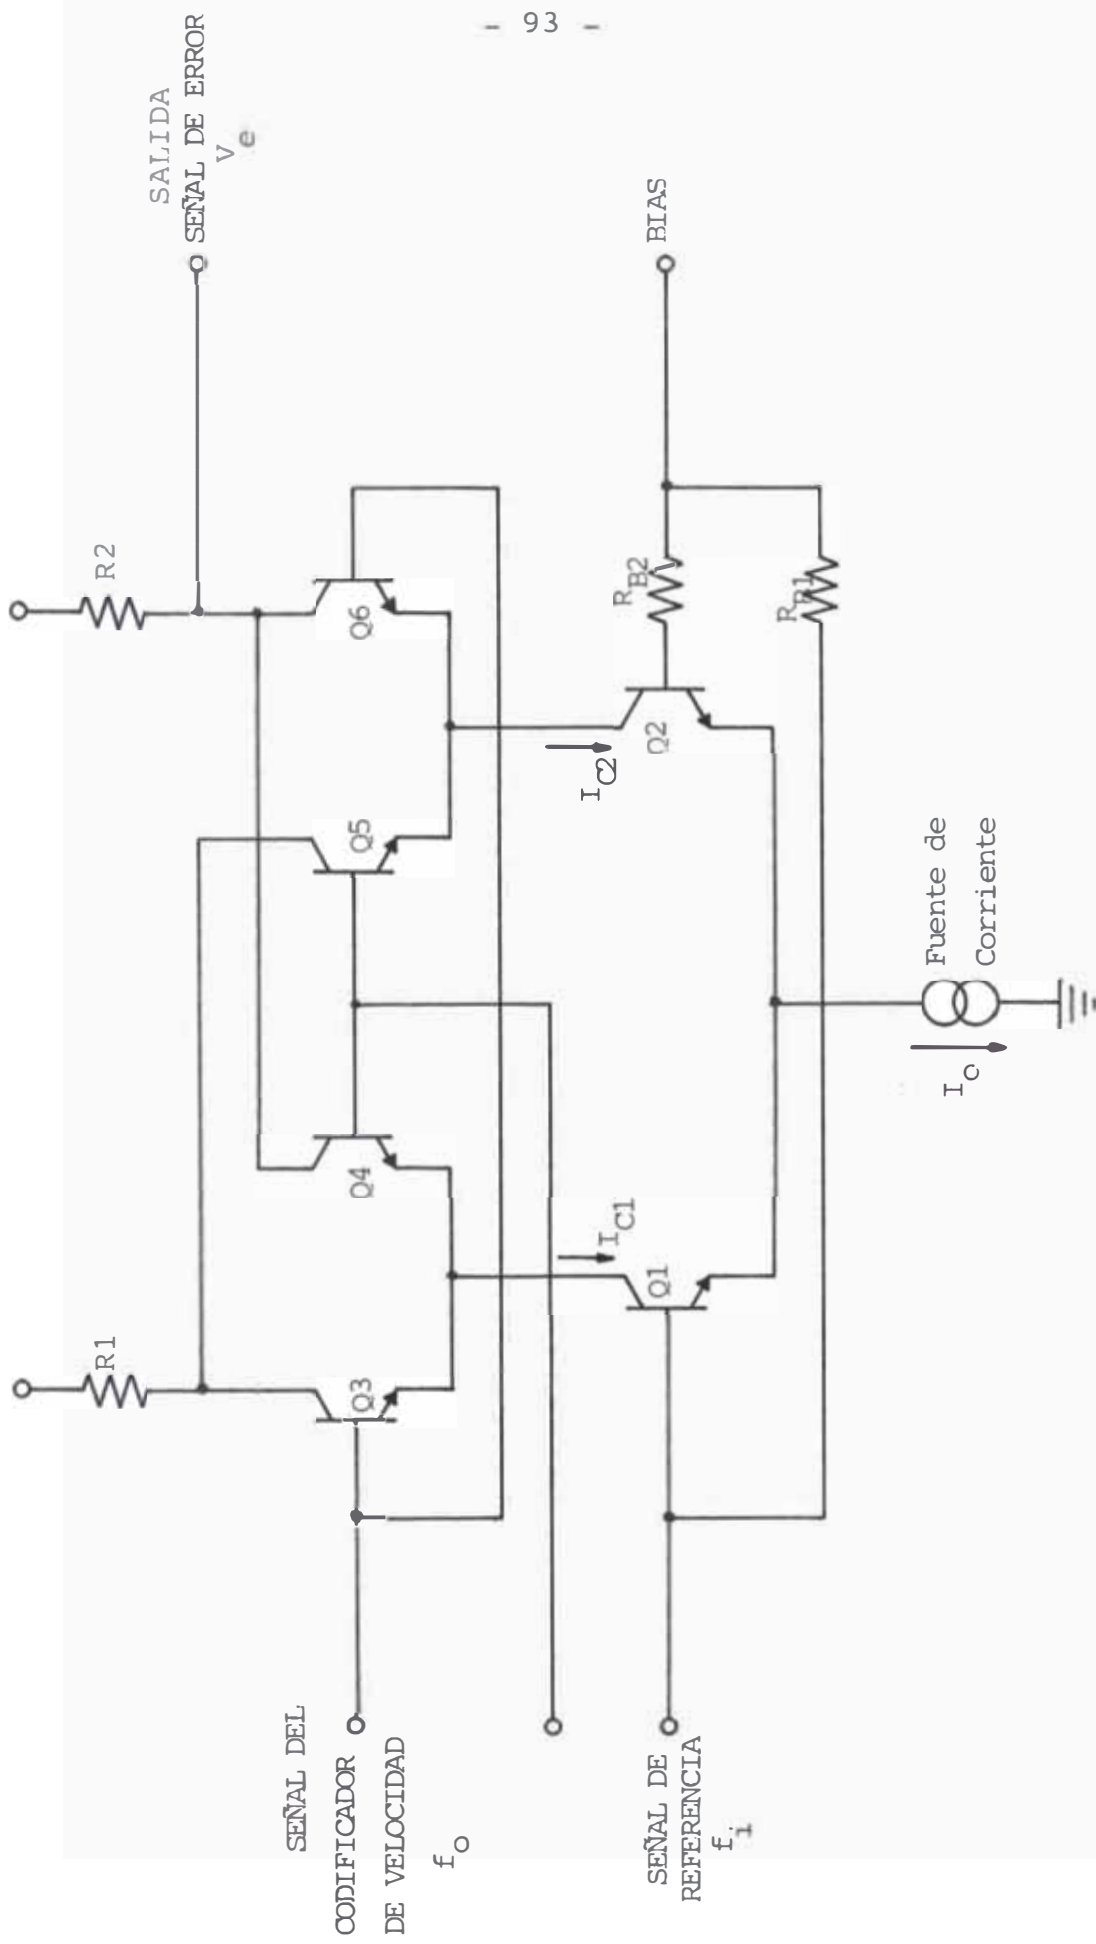 - 93 -
SALIDA
SEÑAL DE ERROR
V e
R1
R2
Q3
Q4
Q5
Q6
SEÑAL DEL
CODIFICADOR
DE VELOCIDAD
f o
I C1
I C2
Q1
Q2
R B2
R B1
BIAS
SEÑAL DE
REFERENCIA
f i
Fuente de
Corriente
I C